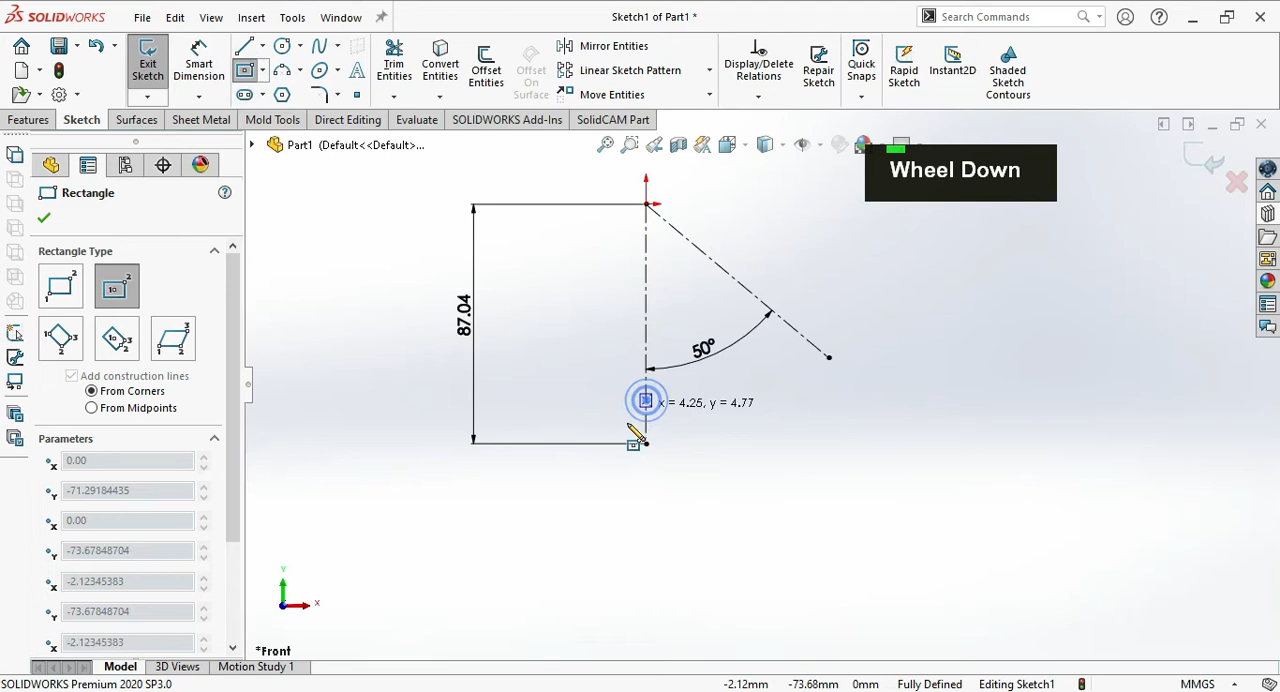 SOLIDWORKS
File Edit View Insert Tools Window
Sketch1 of Part1 *
Search Commands
Exit Sketch
Smart Dimension
Trim Entities
Convert Entities
Offset Entities
Offset On Surface
Mirror Entities
Linear Sketch Pattern
Move Entities
Display/Delete Relations
Repair Sketch
Quick Snaps
Rapid Sketch
Instant2D
Shaded Sketch Contours
Features Sketch Surfaces Sheet Metal Mold Tools Direct Editing Evaluate SOLIDWORKS Add-Ins SolidCAM Part
Part1 (Default<<Default>...
Wheel Down
Rectangle
Rectangle Type
Add construction lines
From Corners
From Midpoints
Parameters
0.00
-71.29184435
0.00
-73.67848704
-2.12345383
-73.67848704
-2.12345383
87.04
50°
x = 4.25, y = 4.77
Y
X
*Front
Model 3D Views Motion Study 1
SOLIDWORKS Premium 2020 SP3.0
-2.12mm -73.68mm 0mm Fully Defined Editing Sketch1 MMGS